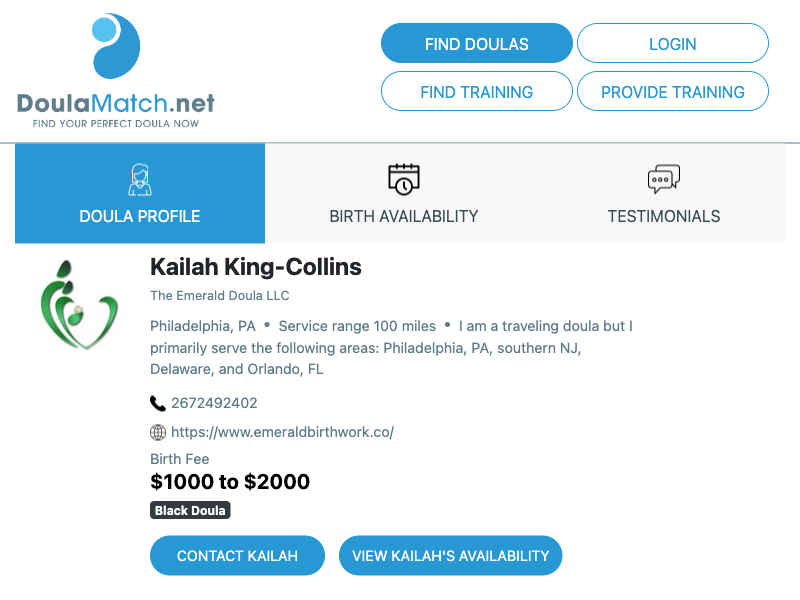 DoulaMatch.net
FIND YOUR PERFECT DOULA NOW
FIND DOULAS
LOGIN
FIND TRAINING
PROVIDE TRAINING
DOULA PROFILE
BIRTH AVAILABILITY
TESTIMONIALS
Kailah King-Collins
The Emerald Doula LLC
Philadelphia, PA • Service range 100 miles • I am a traveling doula but I
primarily serve the following areas: Philadelphia, PA, southern NJ,
Delaware, and Orlando, FL
2672492402
https://www.emeraldbirthwork.co/
Birth Fee
$1000 to $2000
Black Doula
CONTACT KAILAH
VIEW KAILAH'S AVAILABILITY